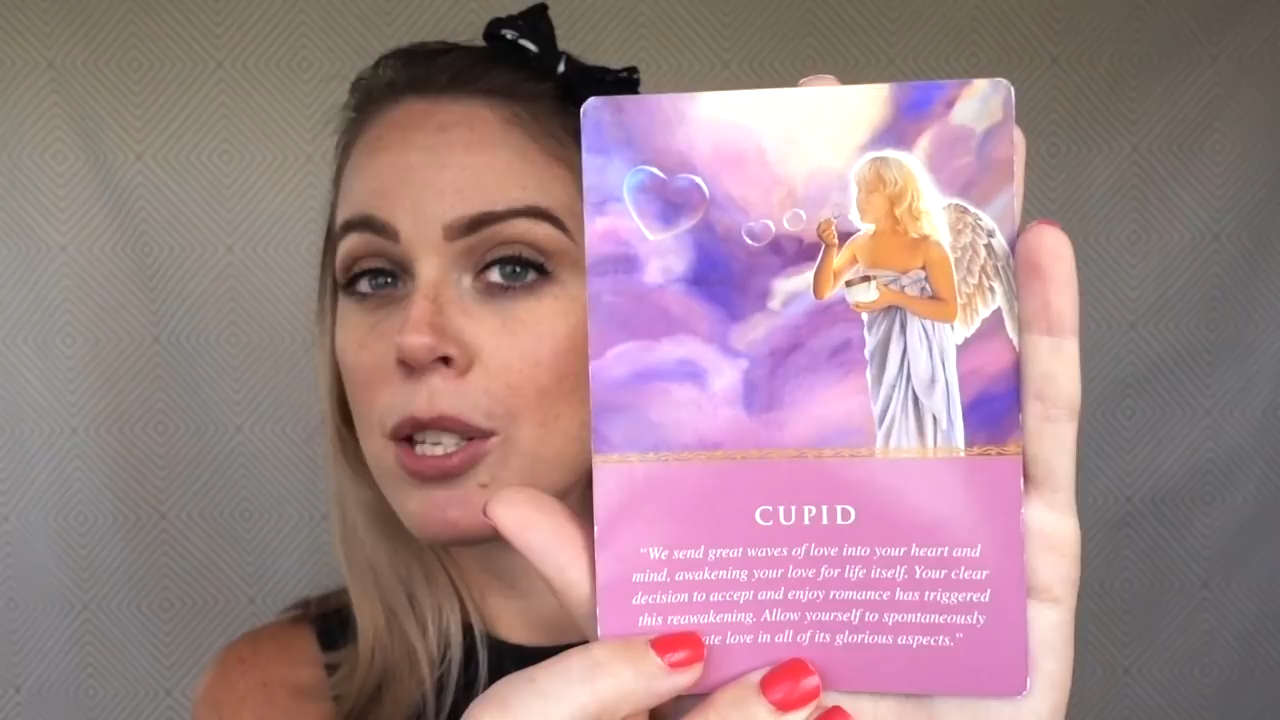 CUPID
“We send great waves of love into your heart and
mind, awakening your love for life itself. Your clear
decision to accept and enjoy romance has triggered
this reawakening. Allow yourself to spontaneously
love in all of its glorious aspects.”